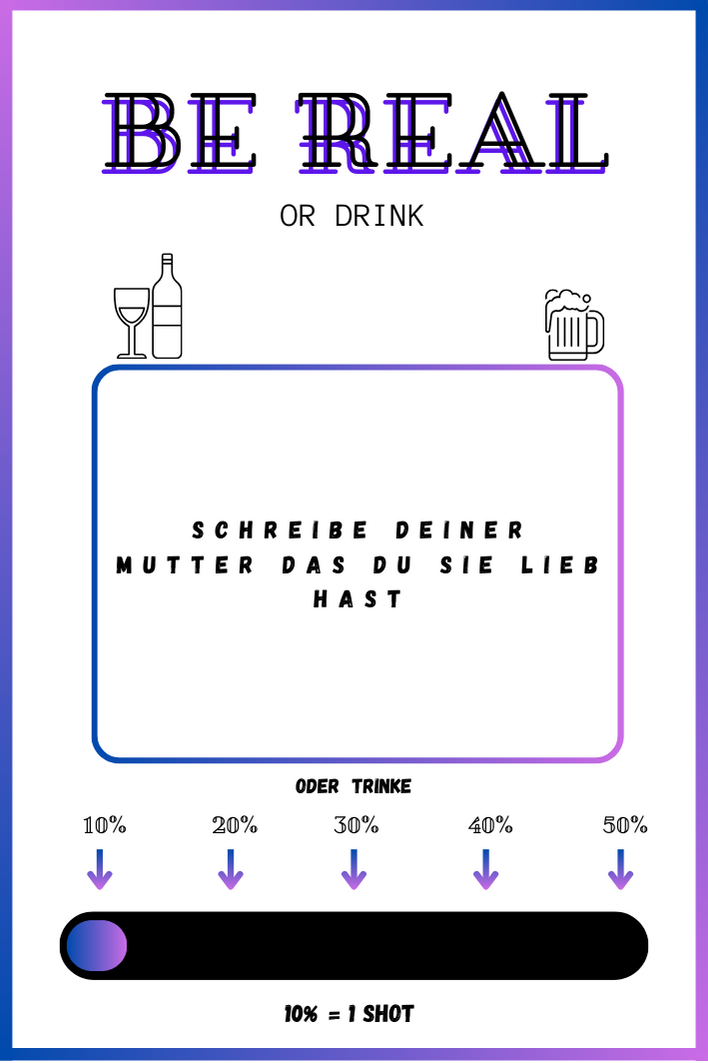 BE REAL
OR DRINK
SCHREIBE DEINER
MUTTER DAS DU SIE LIEB
HAST
ODER TRINKE
10% 20% 30% 40% 50%
10% = 1 SHOT